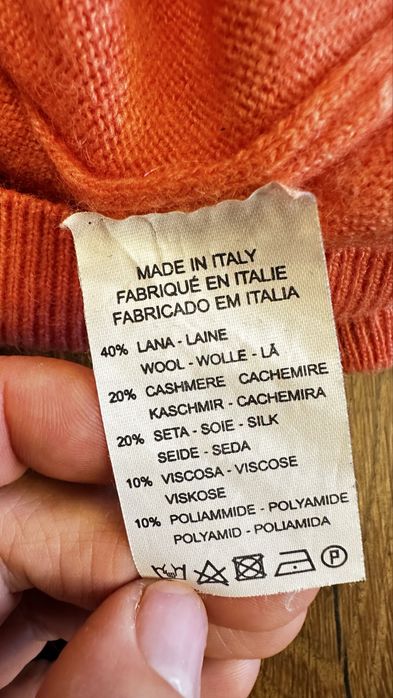 MADE IN ITALY
FABRIQUÉ EN ITALIE
FABRICADO EM ITALIA
40% LANA - LAINE
WOOL - WOLLE - LÃ
20% CASHMERE CACHEMIRE
KASCHMIR - CACHEMIRA
20% SETA - SOIE - SILK
SEIDE - SEDA
10% VISCOSA - VISCOSE
VISKOSE
10% POLIAMMIDE - POLYAMIDE
POLYAMID - POLIAMIDA
P